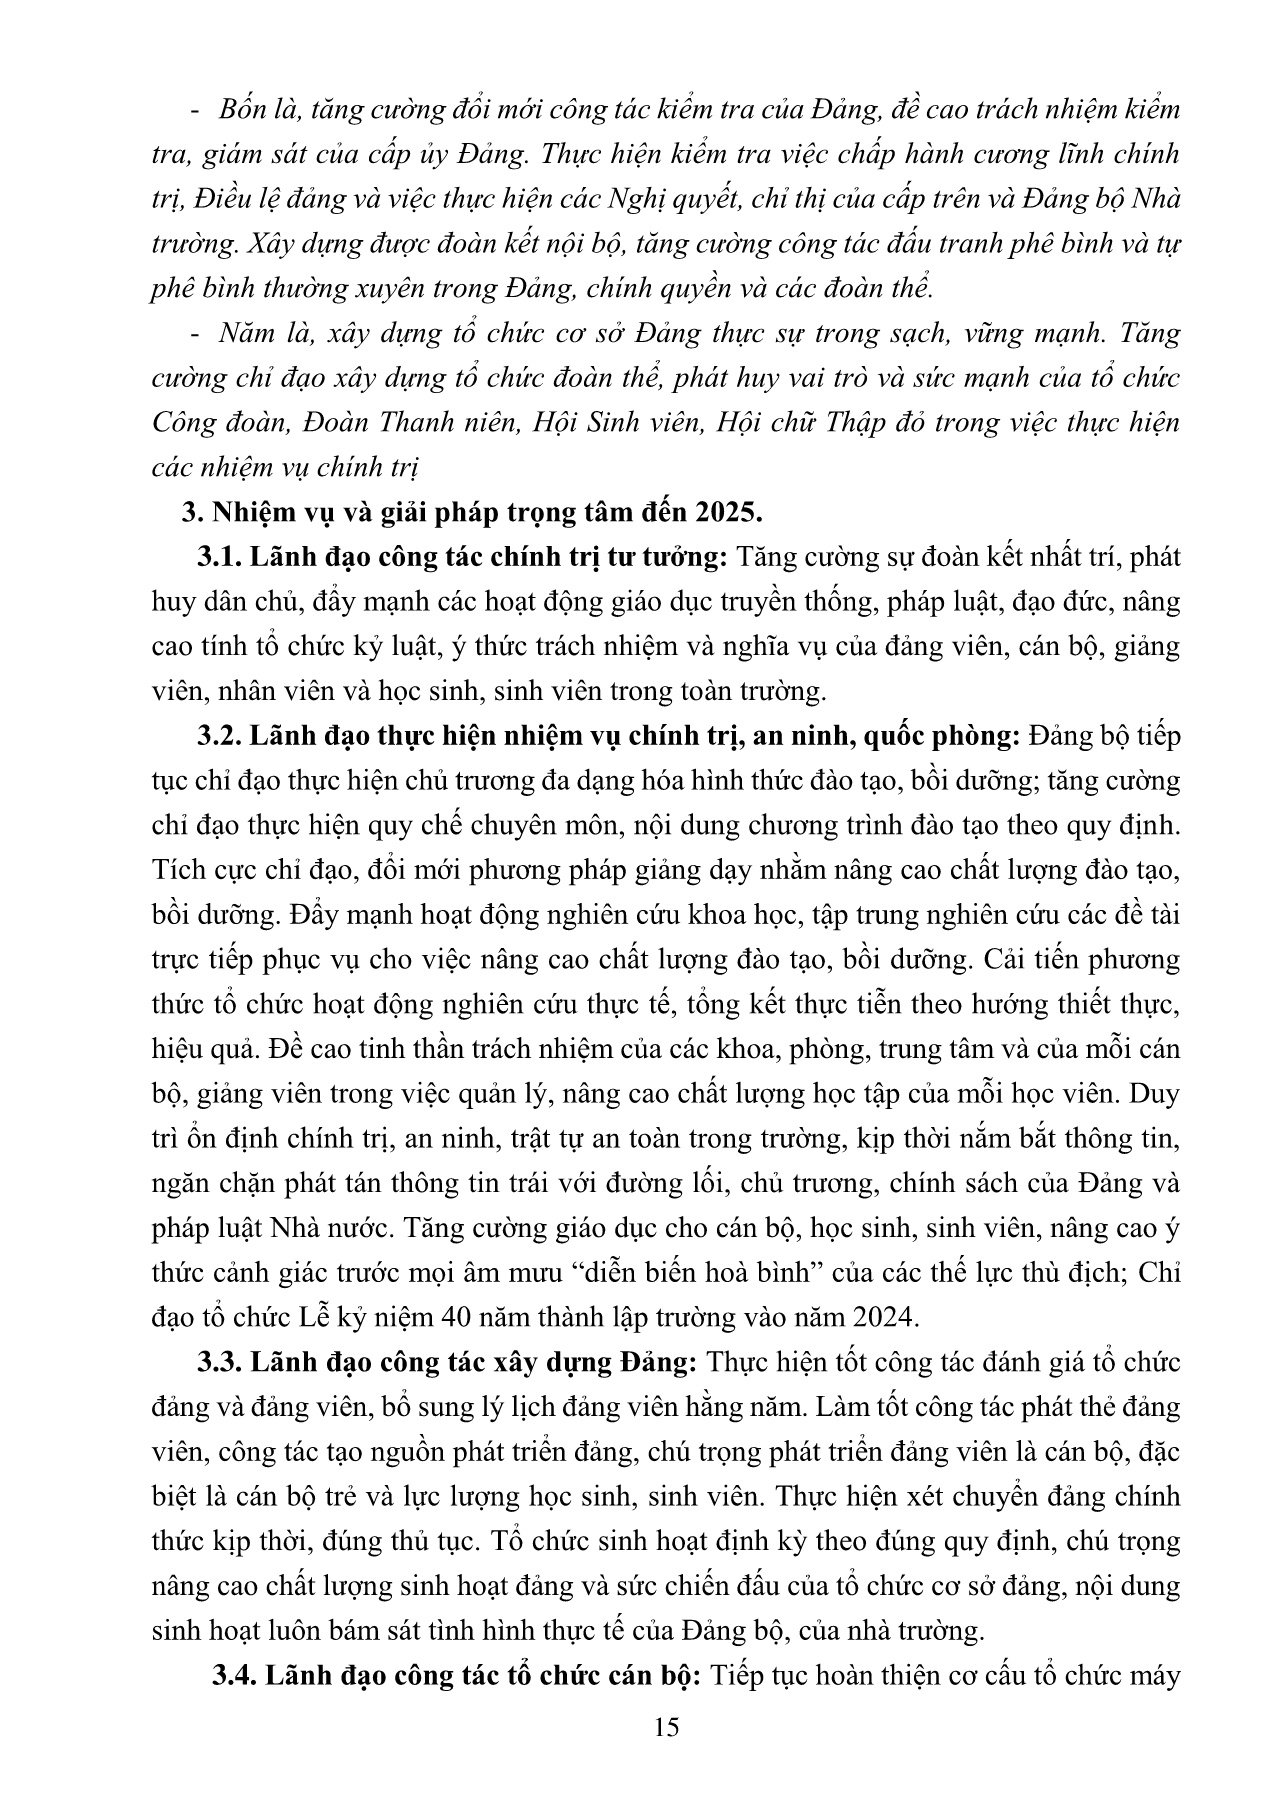 - Bốn là, tăng cường đổi mới công tác kiểm tra của Đảng, đề cao trách nhiệm kiểm
tra, giám sát của cấp ủy Đảng. Thực hiện kiểm tra việc chấp hành cương lĩnh chính
trị, Điều lệ đảng và việc thực hiện các Nghị quyết, chỉ thị của cấp trên và Đảng bộ Nhà
trường. Xây dựng được đoàn kết nội bộ, tăng cường công tác đấu tranh phê bình và tự
phê bình thường xuyên trong Đảng, chính quyền và các đoàn thể.
- Năm là, xây dựng tổ chức cơ sở Đảng thực sự trong sạch, vững mạnh. Tăng
cường chỉ đạo xây dựng tổ chức đoàn thể, phát huy vai trò và sức mạnh của tổ chức
Công đoàn, Đoàn Thanh niên, Hội Sinh viên, Hội chữ Thập đỏ trong việc thực hiện
các nhiệm vụ chính trị
3. Nhiệm vụ và giải pháp trọng tâm đến 2025.
3.1. Lãnh đạo công tác chính trị tư tưởng: Tăng cường sự đoàn kết nhất trí, phát
huy dân chủ, đẩy mạnh các hoạt động giáo dục truyền thống, pháp luật, đạo đức, nâng
cao tính tổ chức kỷ luật, ý thức trách nhiệm và nghĩa vụ của đảng viên, cán bộ, giảng
viên, nhân viên và học sinh, sinh viên trong toàn trường.
3.2. Lãnh đạo thực hiện nhiệm vụ chính trị, an ninh, quốc phòng: Đảng bộ tiếp
tục chỉ đạo thực hiện chủ trương đa dạng hóa hình thức đào tạo, bồi dưỡng; tăng cường
chỉ đạo thực hiện quy chế chuyên môn, nội dung chương trình đào tạo theo quy định.
Tích cực chỉ đạo, đổi mới phương pháp giảng dạy nhằm nâng cao chất lượng đào tạo,
bồi dưỡng. Đẩy mạnh hoạt động nghiên cứu khoa học, tập trung nghiên cứu các đề tài
trực tiếp phục vụ cho việc nâng cao chất lượng đào tạo, bồi dưỡng. Cải tiến phương
thức tổ chức hoạt động nghiên cứu thực tế, tổng kết thực tiễn theo hướng thiết thực,
hiệu quả. Đề cao tinh thần trách nhiệm của các khoa, phòng, trung tâm và của mỗi cán
bộ, giảng viên trong việc quản lý, nâng cao chất lượng học tập của mỗi học viên. Duy
trì ổn định chính trị, an ninh, trật tự an toàn trong trường, kịp thời nắm bắt thông tin,
ngăn chặn phát tán thông tin trái với đường lối, chủ trương, chính sách của Đảng và
pháp luật Nhà nước. Tăng cường giáo dục cho cán bộ, học sinh, sinh viên, nâng cao ý
thức cảnh giác trước mọi âm mưu “diễn biến hoà bình” của các thế lực thù địch; Chỉ
đạo tổ chức Lễ kỷ niệm 40 năm thành lập trường vào năm 2024.
3.3. Lãnh đạo công tác xây dựng Đảng: Thực hiện tốt công tác đánh giá tổ chức
đảng và đảng viên, bổ sung lý lịch đảng viên hằng năm. Làm tốt công tác phát thẻ đảng
viên, công tác tạo nguồn phát triển đảng, chú trọng phát triển đảng viên là cán bộ, đặc
biệt là cán bộ trẻ và lực lượng học sinh, sinh viên. Thực hiện xét chuyển đảng chính
thức kịp thời, đúng thủ tục. Tổ chức sinh hoạt định kỳ theo đúng quy định, chú trọng
nâng cao chất lượng sinh hoạt đảng và sức chiến đấu của tổ chức cơ sở đảng, nội dung
sinh hoạt luôn bám sát tình hình thực tế của Đảng bộ, của nhà trường.
3.4. Lãnh đạo công tác tổ chức cán bộ: Tiếp tục hoàn thiện cơ cấu tổ chức máy
15